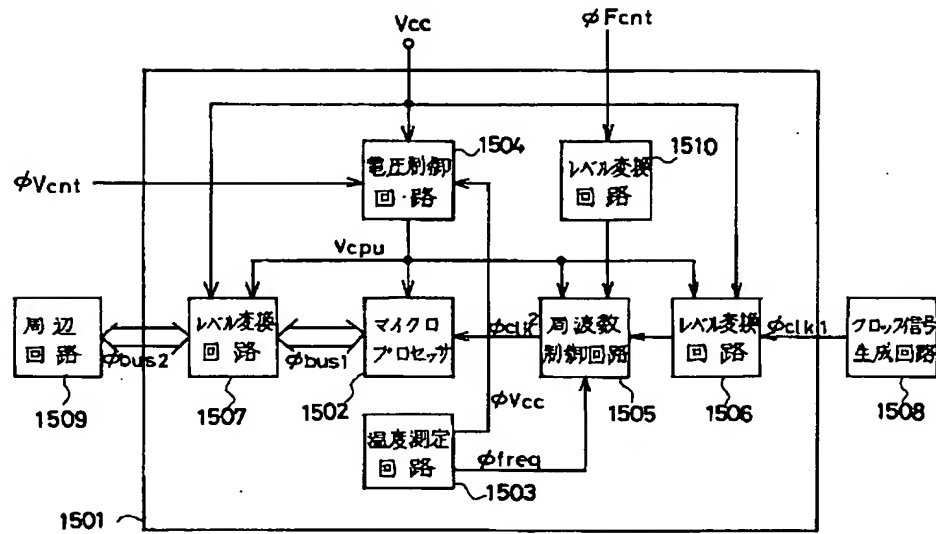 Vcc
φFcnt
1504
電圧制御
回・路
1510
レベル変換
回路
φVcnt
Vcpu
周辺
回路
1509
φbus2
レベル変換
回路
1507
φbus1
マイクロ
プロセッサ
1502
φclk2
周波数
制御回路
1505
レベル変換
回路
1506
φclk1
クロック信号
生成回路
1508
φVcc
温度測定
回路
1503
φfreq
1501